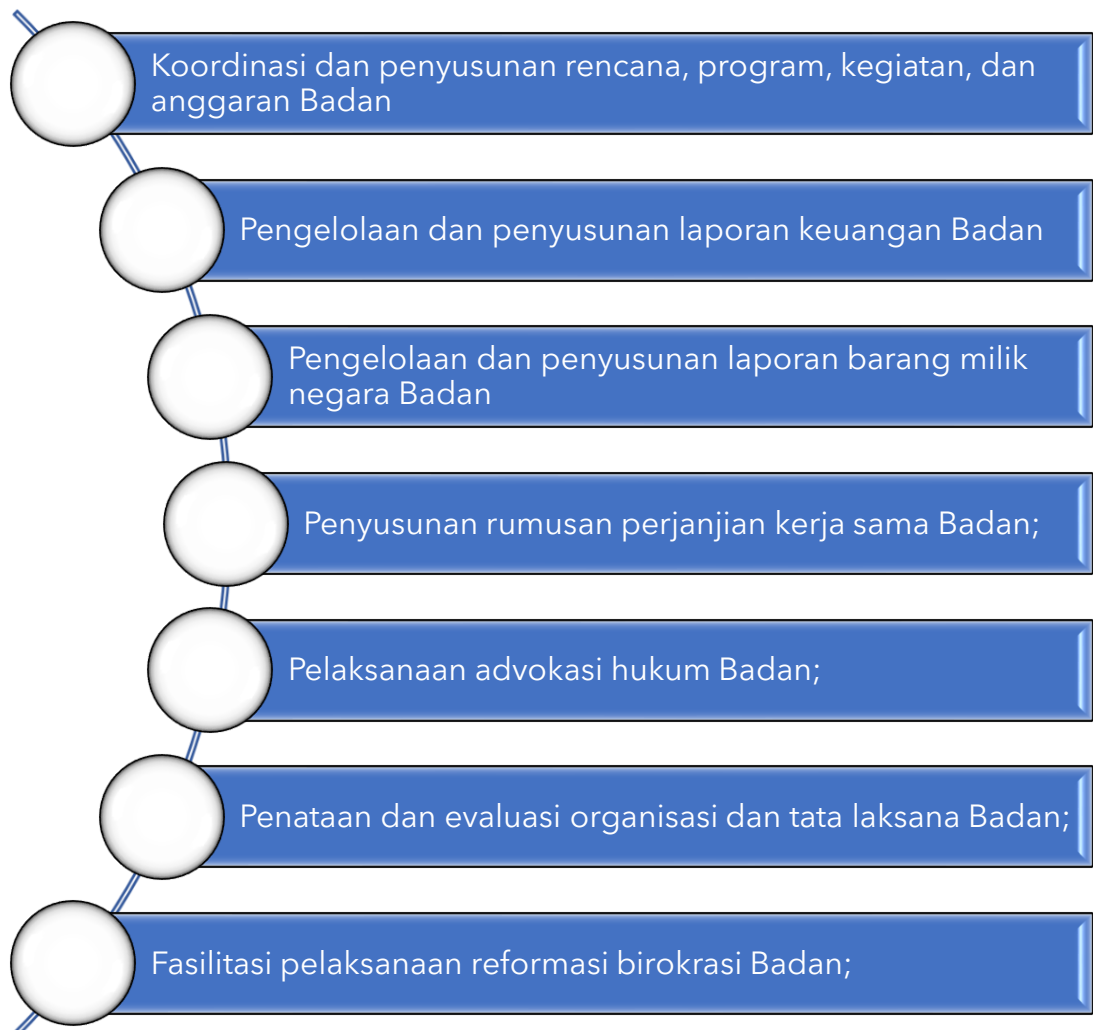 Koordinasi dan penyusunan rencana, program, kegiatan, dan
anggaran Badan
Pengelolaan dan penyusunan laporan keuangan Badan
Pengelolaan dan penyusunan laporan barang milik
negara Badan
Penyusunan rumusan perjanjian kerja sama Badan;
Pelaksanaan advokasi hukum Badan;
Penataan dan evaluasi organisasi dan tata laksana Badan;
Fasilitasi pelaksanaan reformasi birokrasi Badan;